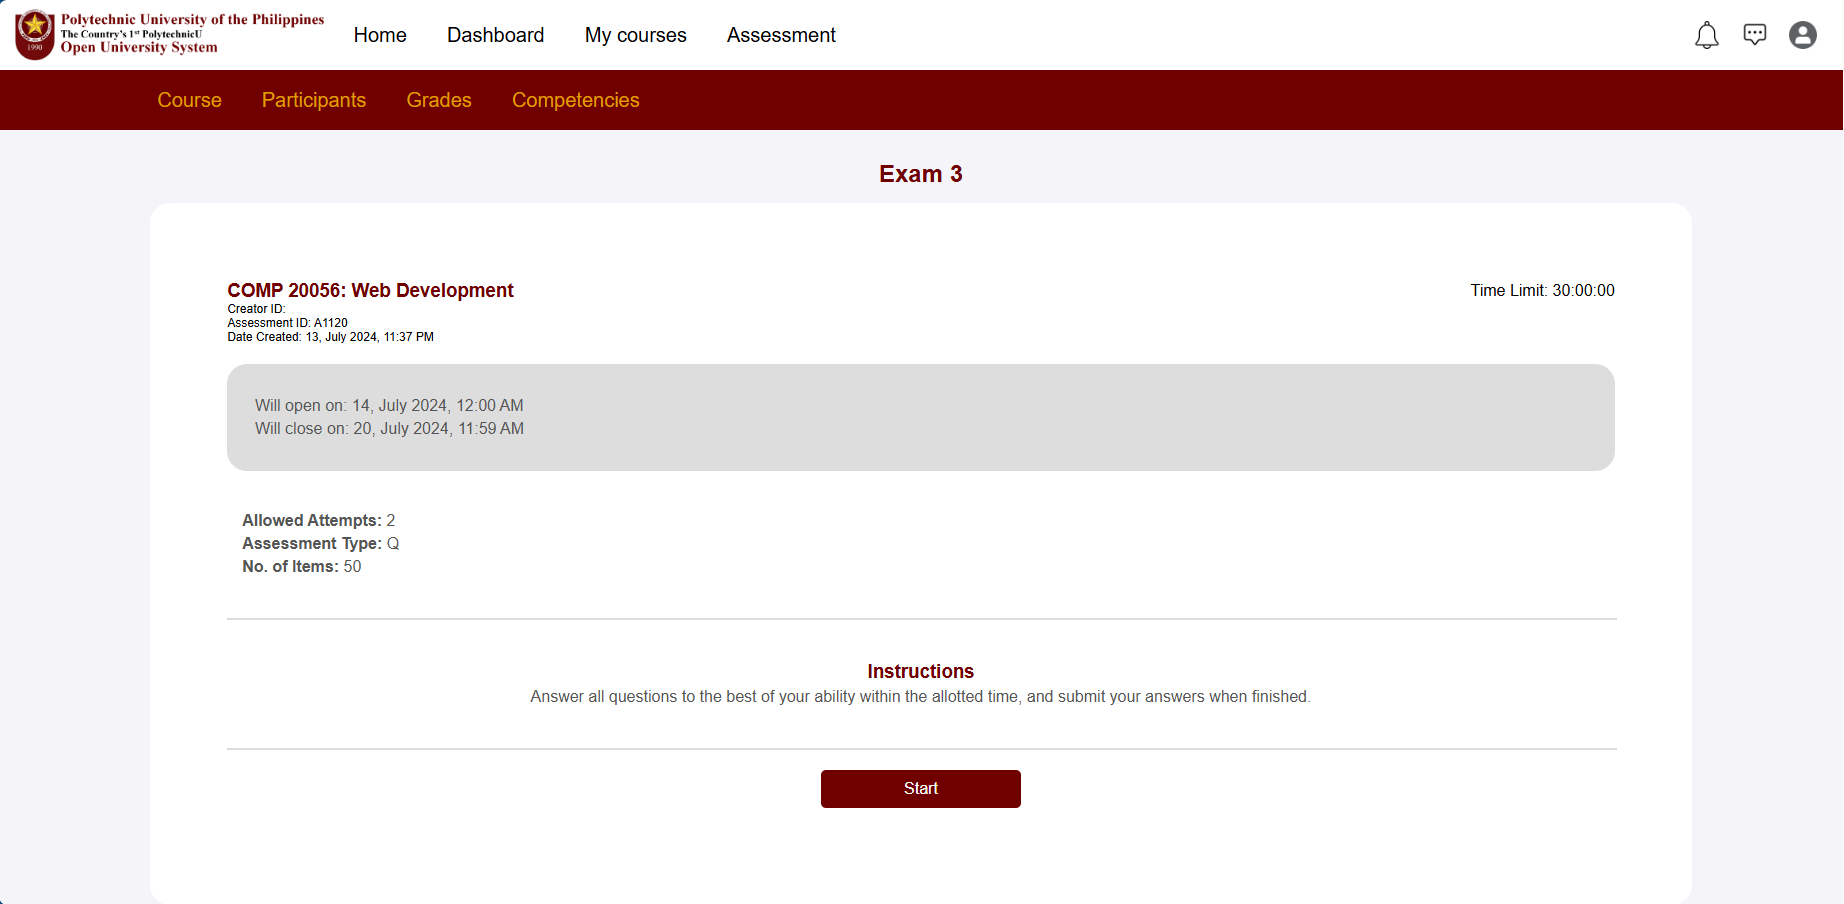 Polytechnic University of the Philippines
The Country's 1st PolytechnicU
Open University System
1990
Home Dashboard My courses Assessment
Course Participants Grades Competencies
Exam 3
COMP 20056: Web Development
Time Limit: 30:00:00
Creator ID:
Assessment ID: A1120
Date Created: 13, July 2024, 11:37 PM
Will open on: 14, July 2024, 12:00 AM
Will close on: 20, July 2024, 11:59 AM
Allowed Attempts: 2
Assessment Type: Q
No. of Items: 50
Instructions
Answer all questions to the best of your ability within the allotted time, and submit your answers when finished.
Start